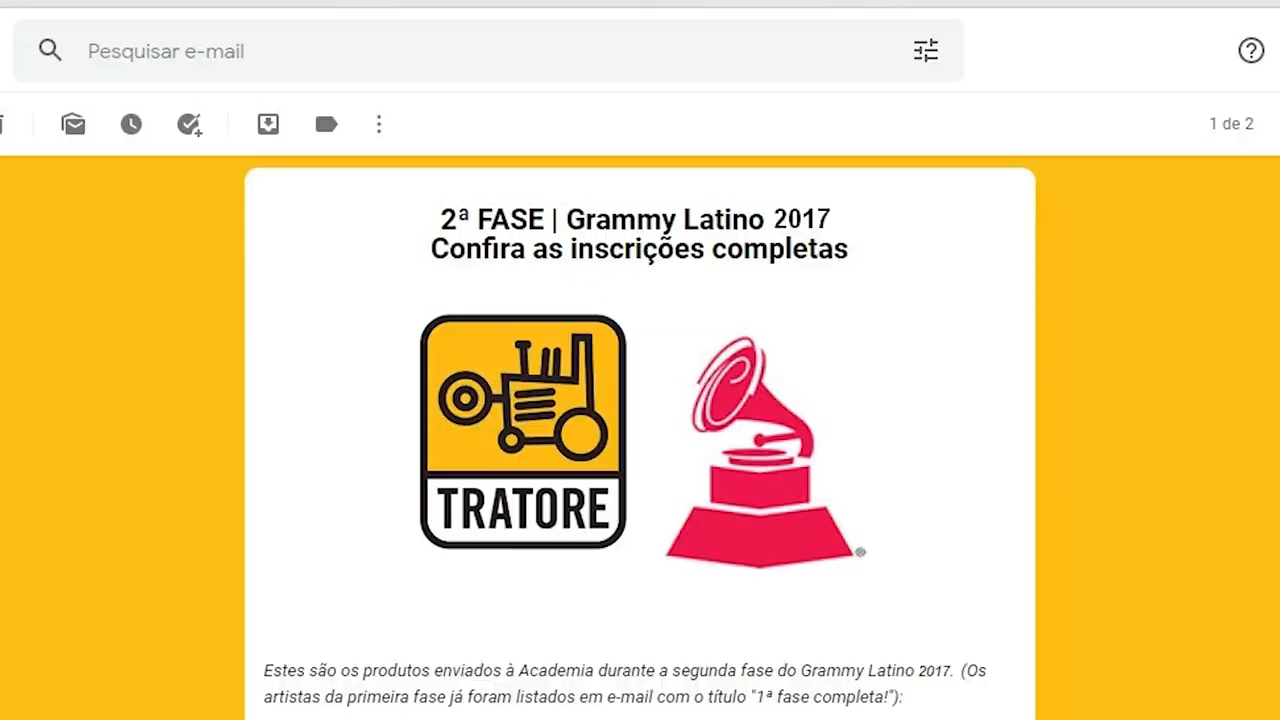 Pesquisar e-mail
1 de 2
2ª FASE | Grammy Latino 2017
Confira as inscrições completas
TRATORE
®
Estes são os produtos enviados à Academia durante a segunda fase do Grammy Latino 2017. (Os
artistas da primeira fase já foram listados em e-mail com o título "1ª fase completa!"):